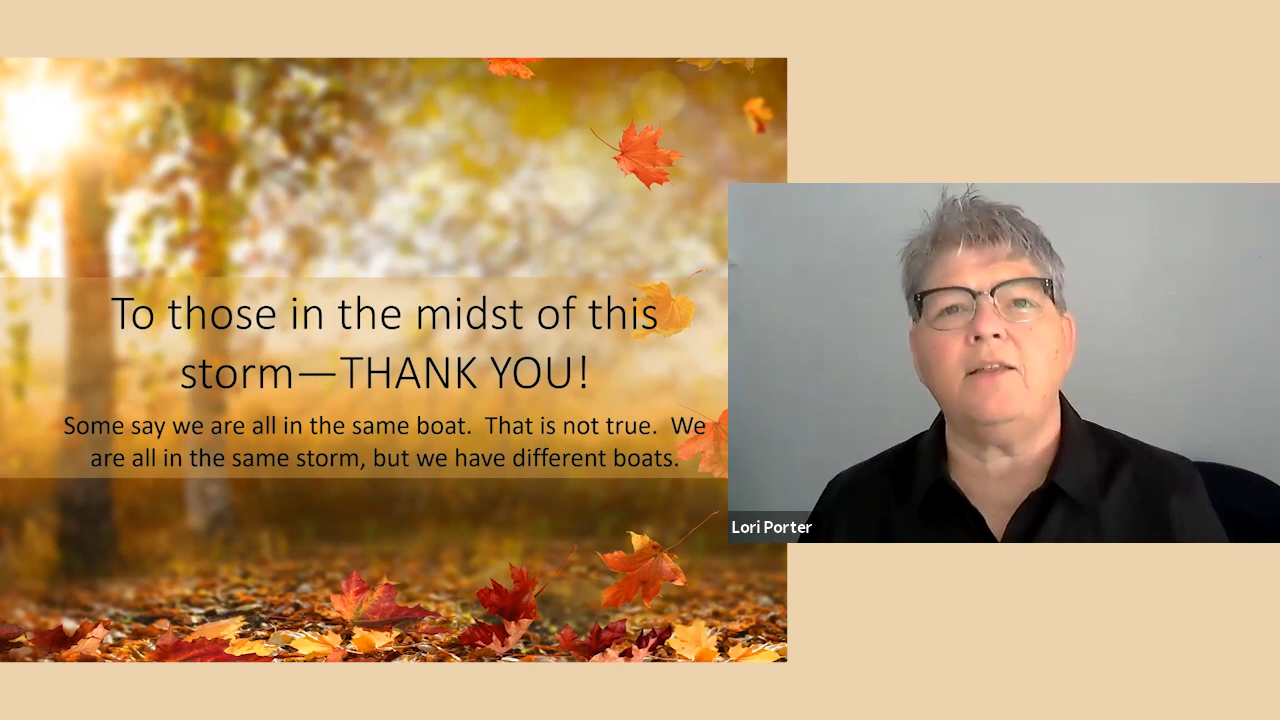 To those in the midst of this
storm—THANK YOU!
Some say we are all in the same boat.  That is not true.  We
are all in the same storm, but we have different boats.
Lori Porter